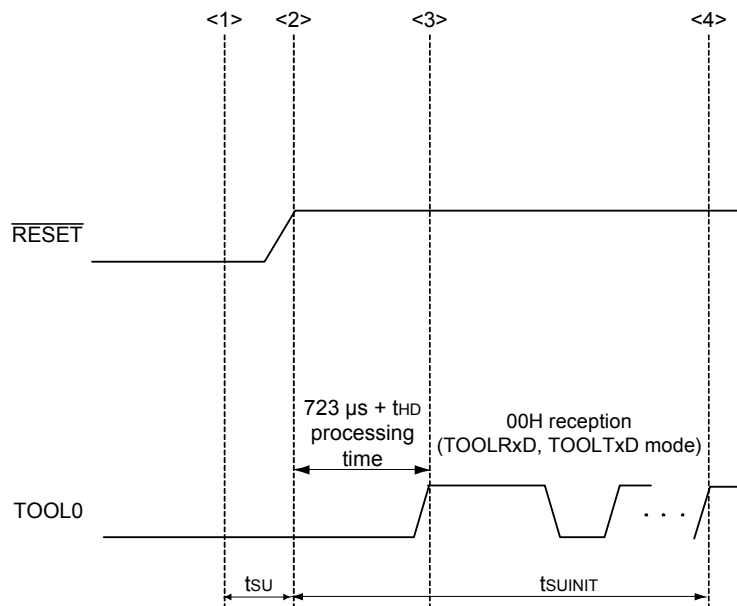 <1> <2> <3> <4>
RESET
723 µs + tHD
processing
time
00H reception
(TOOLRxD, TOOLTxD mode)
TOOL0
. . .
tSU
tSUINIT